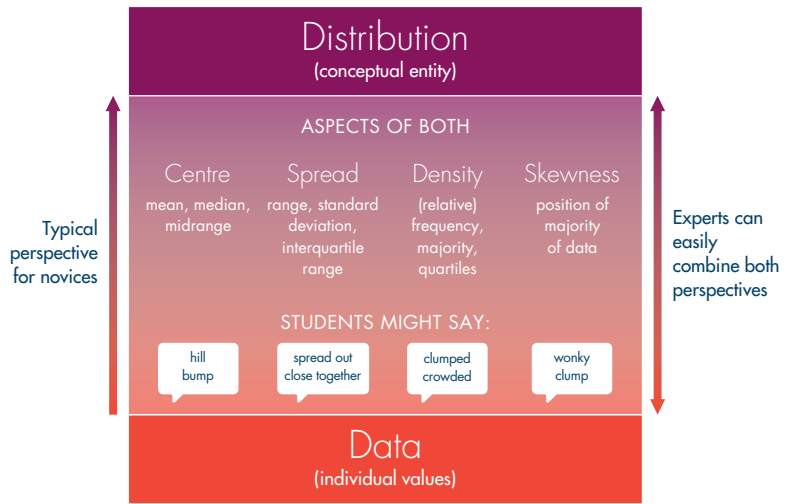 Distribution
(conceptual entity)
ASPECTS OF BOTH
Centre
mean, median,
midrange
Spread
range, standard
deviation,
interquartile
range
Density
(relative)
frequency,
majority,
quartiles
Skewness
position of
majority
of data
Typical
perspective
for novices
Experts can
easily
combine both
perspectives
STUDENTS MIGHT SAY:
hill
bump
spread out
close together
clumped
crowded
wonky
clump
Data
(individual values)